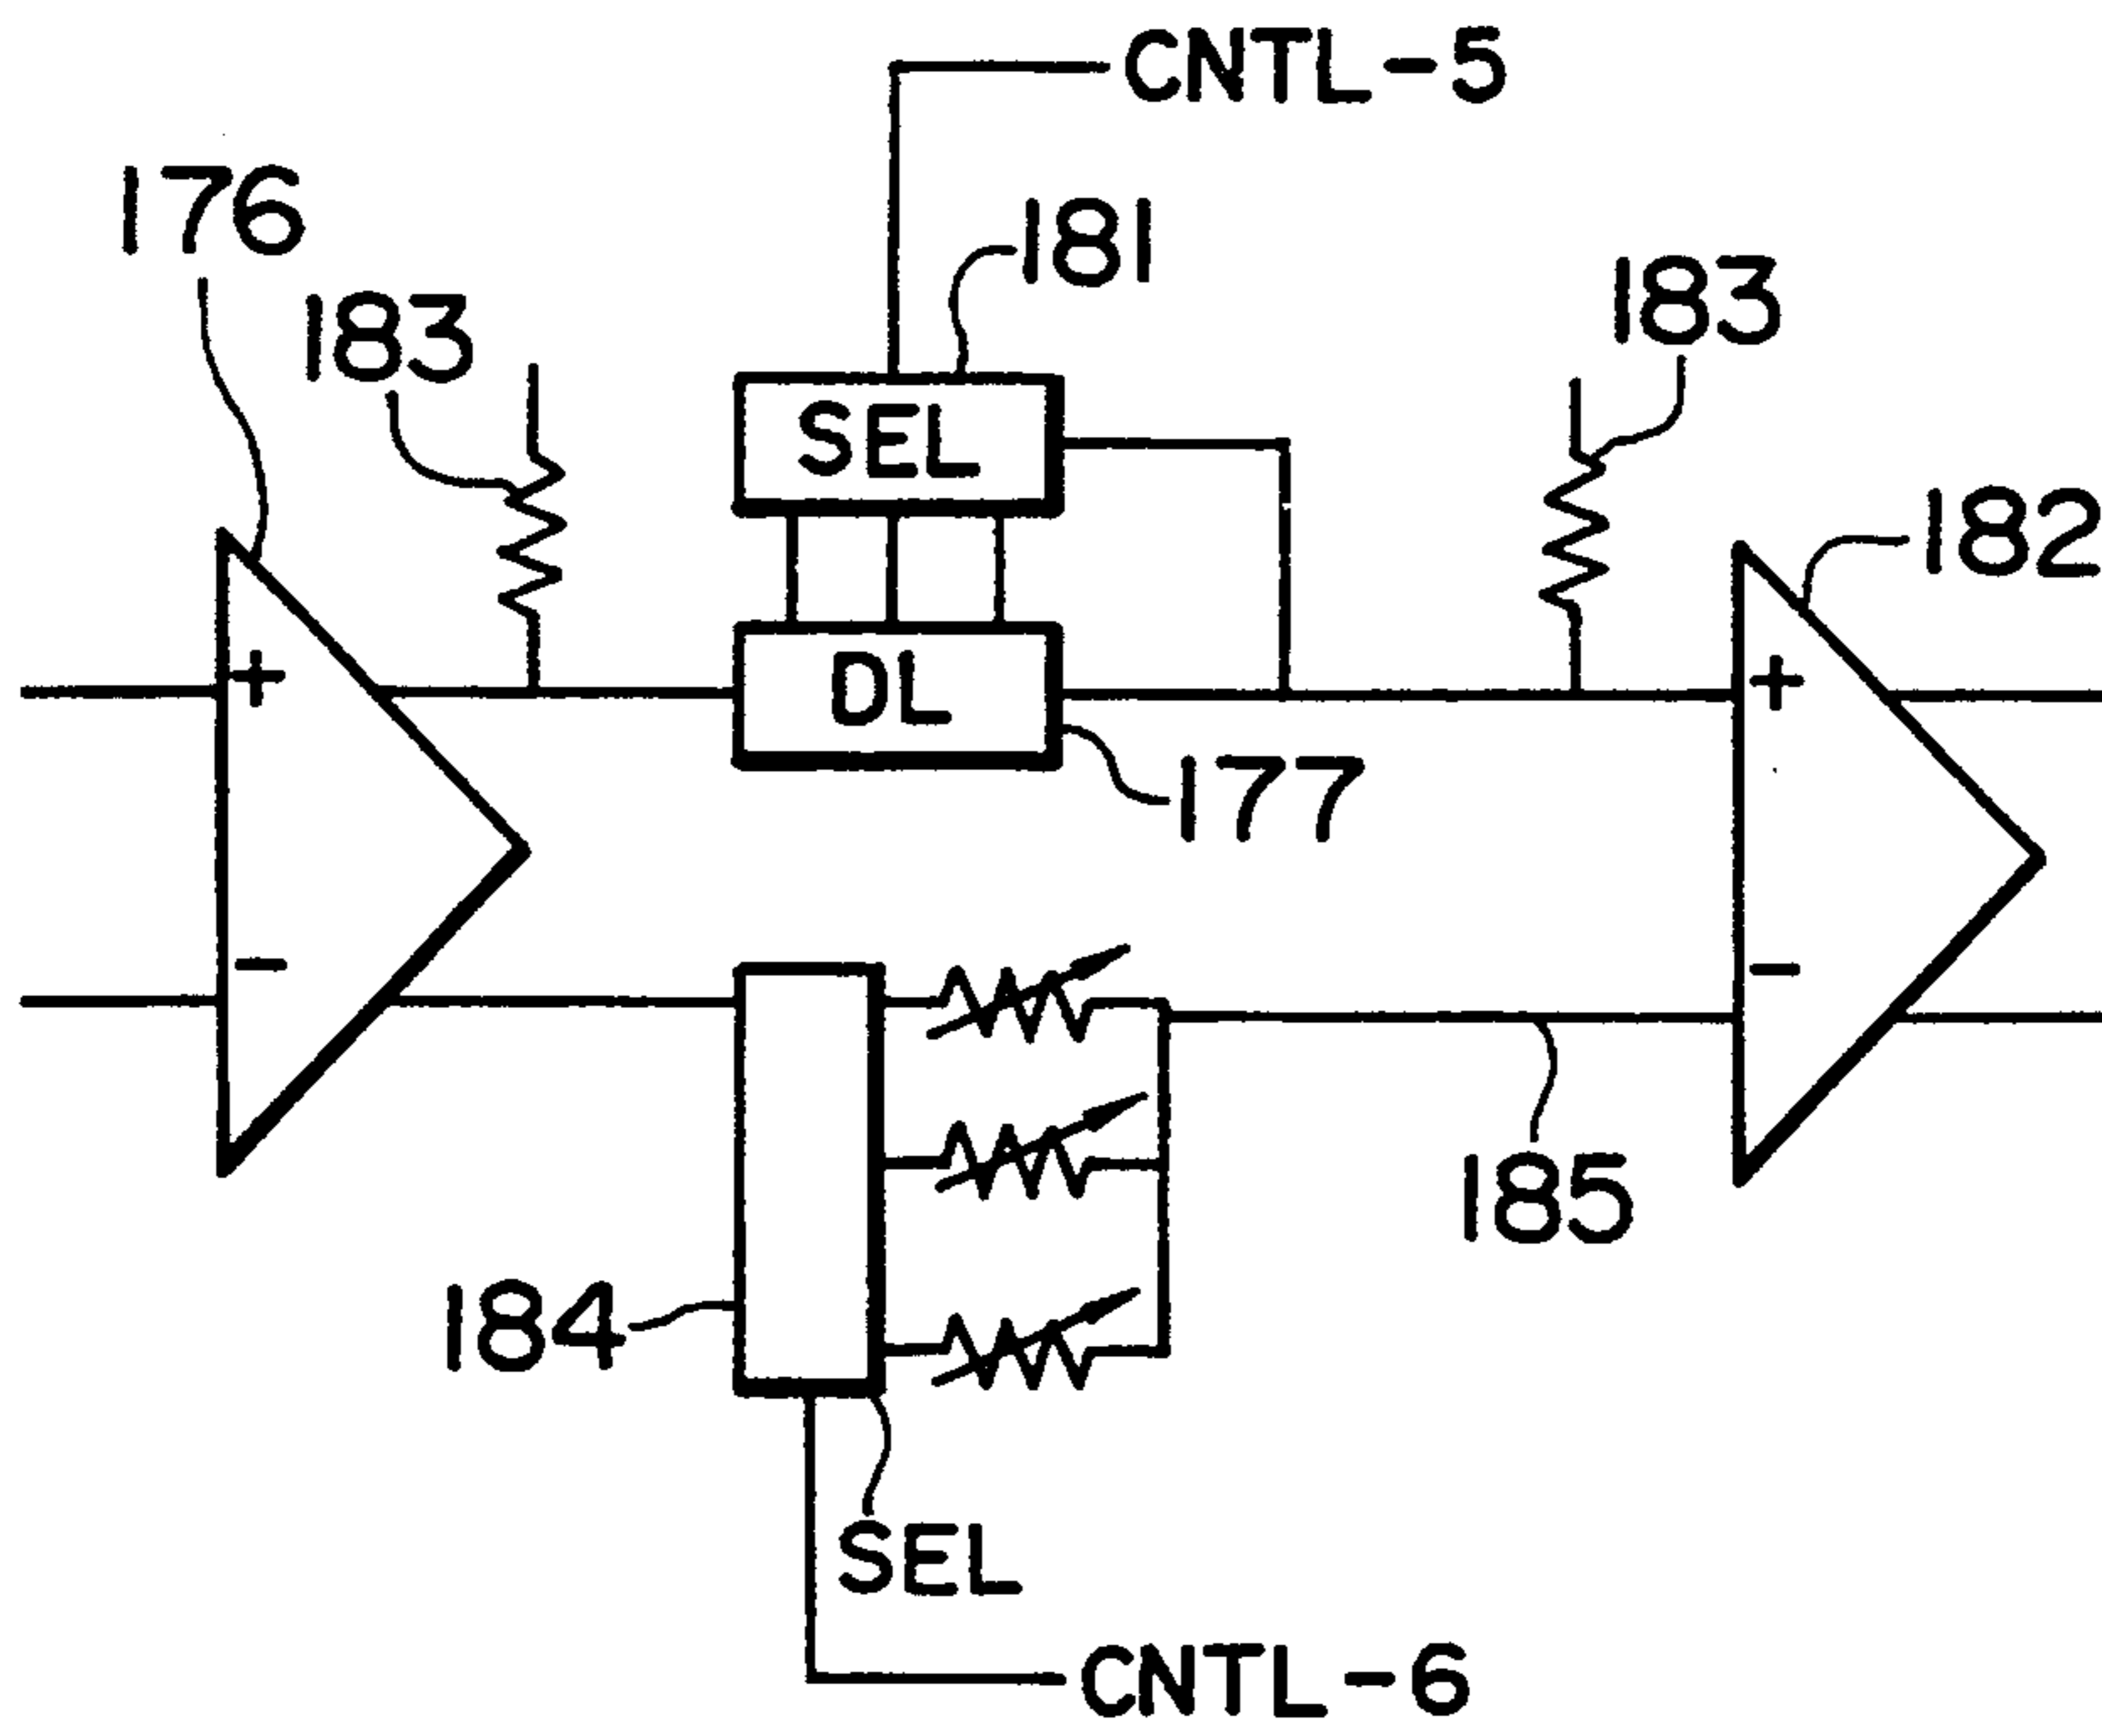 CNTL-5
176
181
183
183
SEL
182
+
DL
+
177
-
-
185
184
SEL
CNTL-6